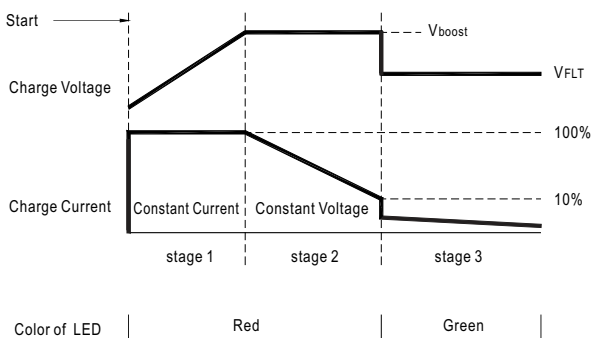 Start
Vboost
Charge Voltage
VFLT
100%
10%
Charge Current
Constant Current
Constant Voltage
stage 1
stage 2
stage 3
Color of LED
Red
Green